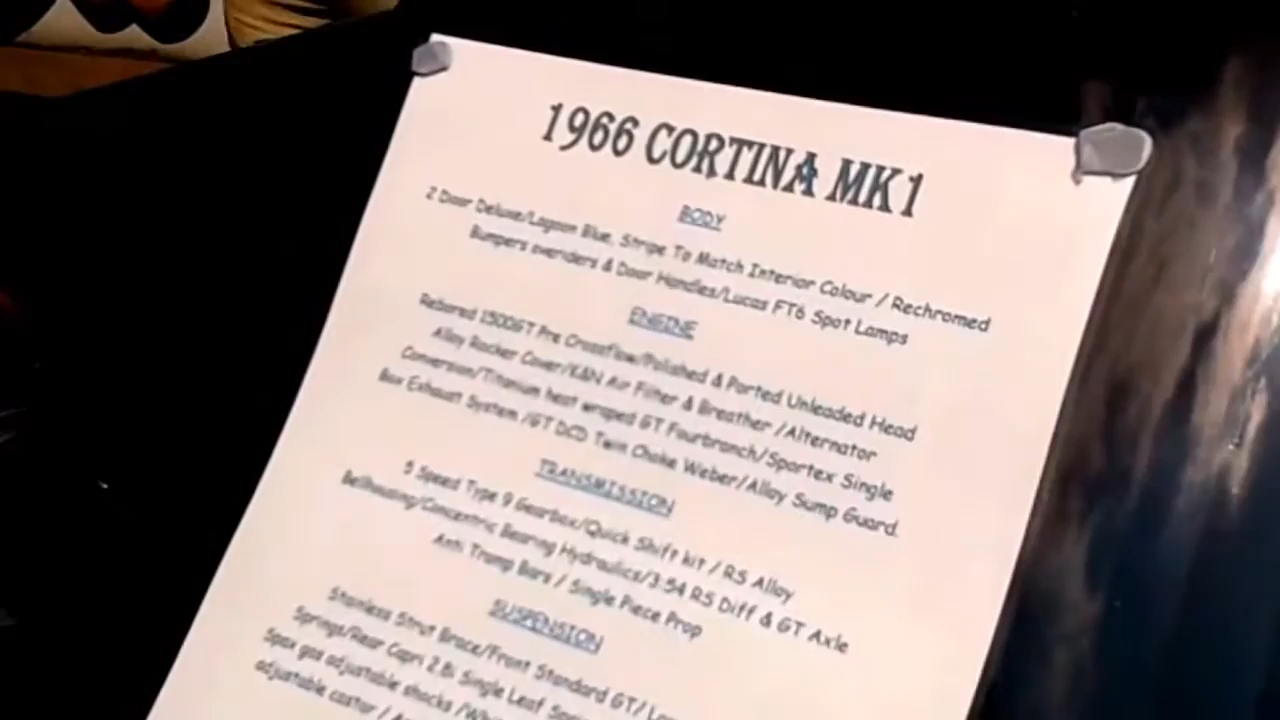 1966 CORTINA MK1
BODY
2 Door Deluxe/Lagoon Blue, Stripe To Match Interior Colour / Rechromed
Bumpers overiders & Door Handles/Lucas FT6 Spot Lamps
ENGINE
Rebored 1500GT Pre Crossflow/Polished & Ported Unleaded Head
Alloy Rocker Cover/K&N Air Filter & Breather /Alternator
Conversion/Titanium heat wraped GT Fourbranch/Sportex Single
Box Exhaust System /GT DCD Twin Choke Weber/Alloy Sump Guard.
TRANSMISSION
5 Speed Type 9 Gearbox/Quick Shift kit / RS Alloy
Bellhousing/Concentric Bearing Hydraulics/3.54 RS Diff & GT Axle
Anti Tramp Bars / Single Piece Prop
SUSPENSION
Stainless Strut Brace/Front Standard GT/
Springs/Rear Capri 2.8i Single Leaf
Spax gas adjustable shocks
adjustable castor /